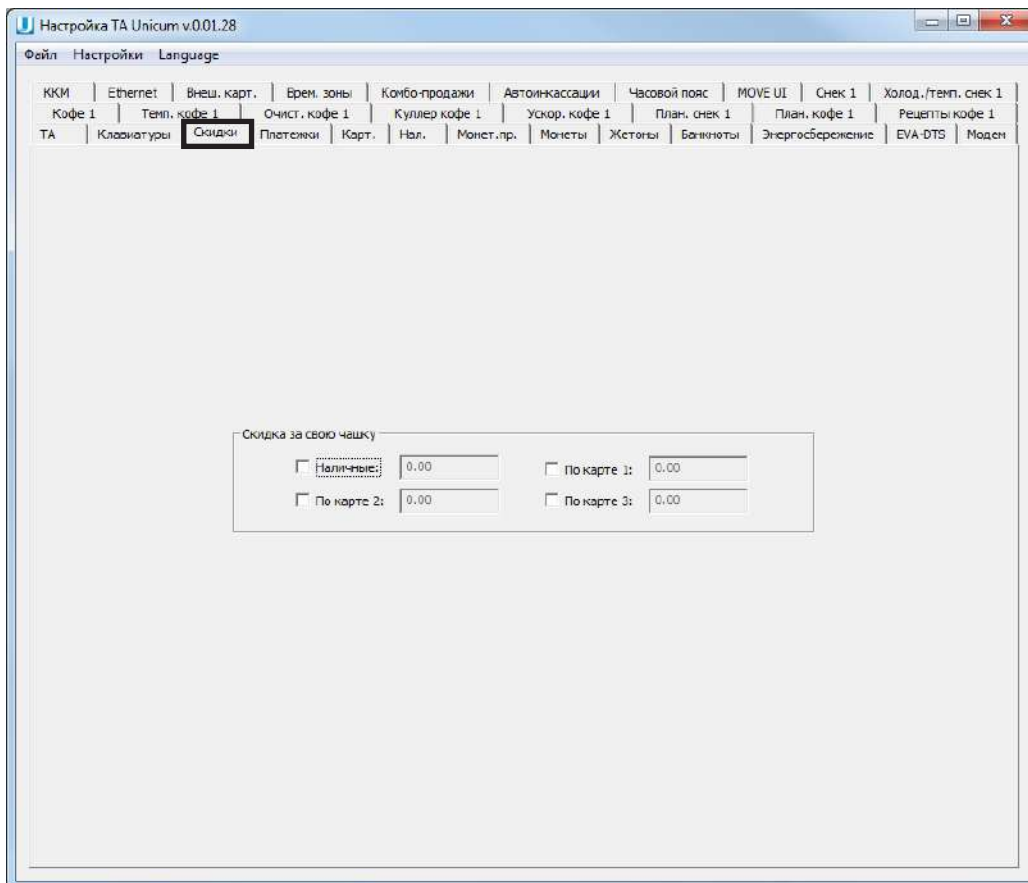 Настройка ТА Unicum v.0.01.28
Файл Настройки Language
ККМ Ethernet Внеш. карт. Врем. зоны Комбо-продажи Автоинкассации Часовой пояс MOVE UI Снек 1 Холод./темп. снек 1
Кофе 1 Темп. кофе 1 Очист. кофе 1 Куллер кофе 1 Ускор. кофе 1 План. снек 1 План. кофе 1 Рецепты кофе 1
ТА Клавиатуры Скидки Платежки Карт. Нал. Монет.пр. Монеты Жетоны Банкноты Энергосбережение EVA-DTS Модем
Скидка за свою чашку
Наличные: 0.00 По карте 1: 0.00
По карте 2: 0.00 По карте 3: 0.00